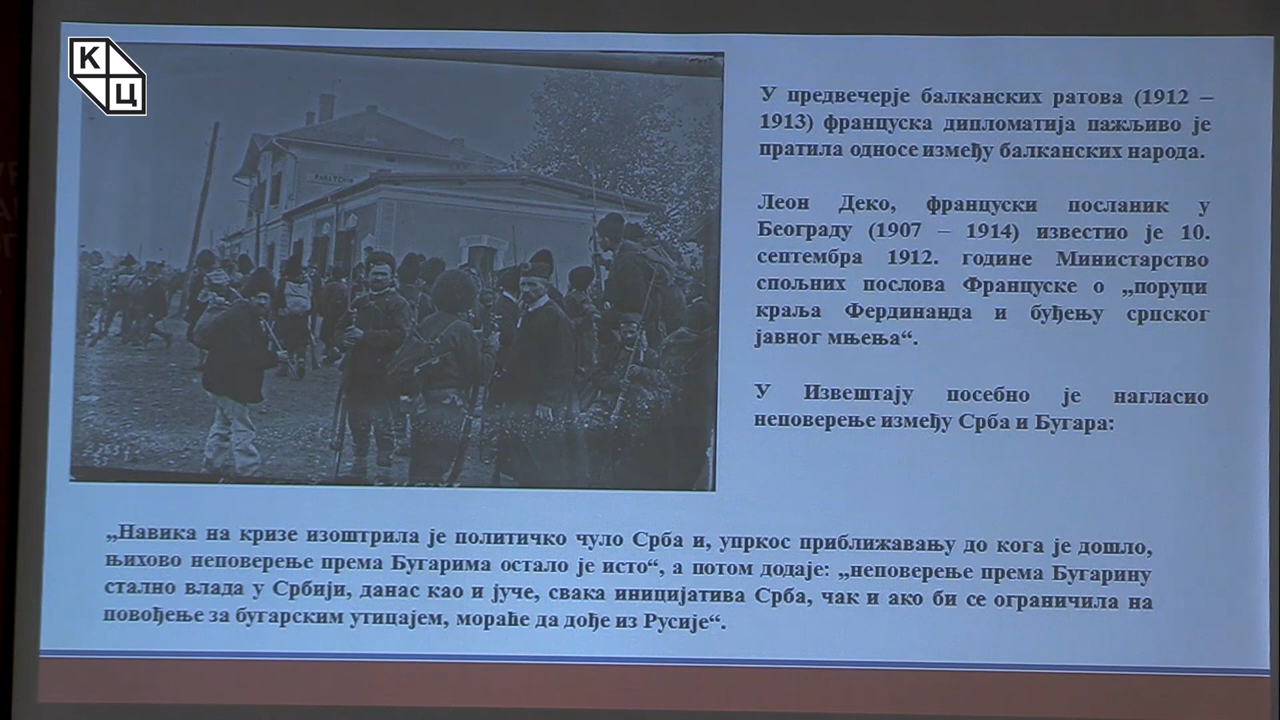 К
Ц
PARATCHIN
У предвечерје балканских ратова (1912 –
1913) француска дипломатија пажљиво је
пратила односе између балканских народа.
Леон Деко, француски посланик у
Београду (1907 – 1914) известио је 10.
септембра 1912. године Министарство
спољних послова Француске о „поруци
краља Фердинанда и буђењу српског
јавног мњења“.
У Извештају посебно је нагласио
неповерење између Срба и Бугара:
„Навика на кризе изоштрила је политичко чуло Срба и, упркос приближавању до кога је дошло,
њихово неповерење према Бугарима остало је исто“, а потом додаје: „неповерење према Бугарину
стално влада у Србији, данас као и јуче, свака иницијатива Срба, чак и ако би се ограничила на
повођење за бугарским утицајем, мораће да дође из Русије“.